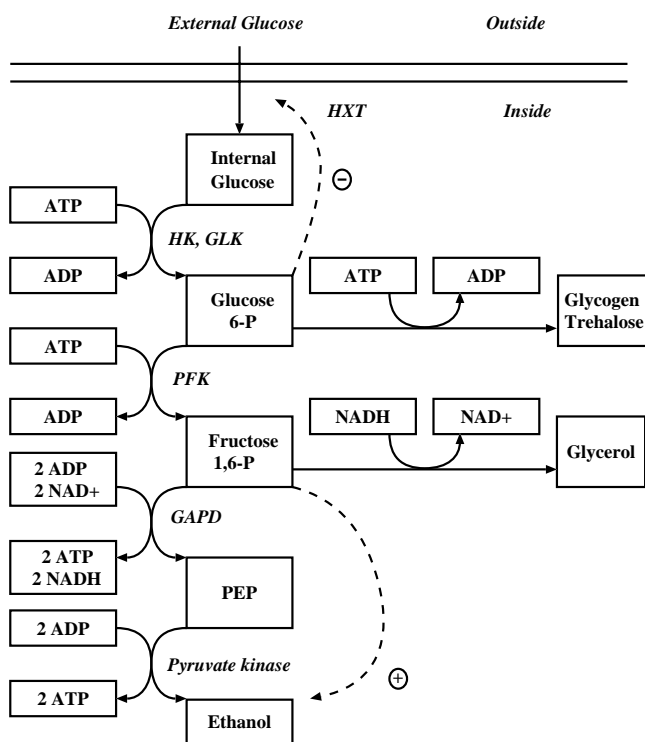 External Glucose
Outside
HXT
Inside
Internal
Glucose
−
ATP
HK, GLK
ADP
Glucose
6-P
ATP
ADP
Glycogen
Trehalose
ATP
PFK
ADP
Fructose
1,6-P
NADH
NAD+
Glycerol
2 ADP
2 NAD+
GAPD
2 ATP
2 NADH
PEP
2 ADP
Pyruvate kinase
+
2 ATP
Ethanol